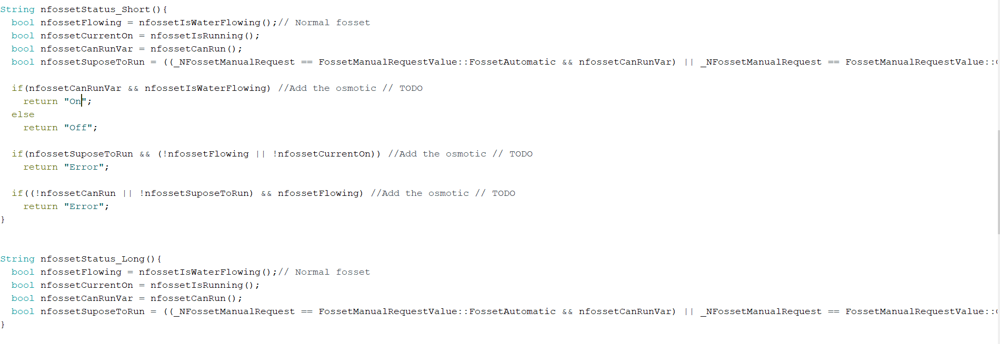 String nfossetStatus_Short(){
bool nfossetFlowing = nfossetIsWaterFlowing();// Normal fosset
bool nfossetCurrentOn = nfossetIsRunning();
bool nfossetCanRunVar = nfossetCanRun();
bool nfossetSuposeToRun = ((_NFossetManualRequest == FossetManualRequestValue::FossetAutomatic && nfossetCanRunVar) || _NFossetManualRequest == FossetManualRequestValue::
if(nfossetCanRunVar && nfossetIsWaterFlowing) //Add the osmotic // TODO
return "On";
else
return "Off";
if(nfossetSuposeToRun && (!nfossetFlowing || !nfossetCurrentOn)) //Add the osmotic // TODO
return "Error";
if((!nfossetCanRun || !nfossetSuposeToRun) && nfossetFlowing) //Add the osmotic // TODO
return "Error";
}
String nfossetStatus_Long(){
bool nfossetFlowing = nfossetIsWaterFlowing();// Normal fosset
bool nfossetCurrentOn = nfossetIsRunning();
bool nfossetCanRunVar = nfossetCanRun();
bool nfossetSuposeToRun = ((_NFossetManualRequest == FossetManualRequestValue::FossetAutomatic && nfossetCanRunVar) || _NFossetManualRequest == FossetManualRequestValue::
}